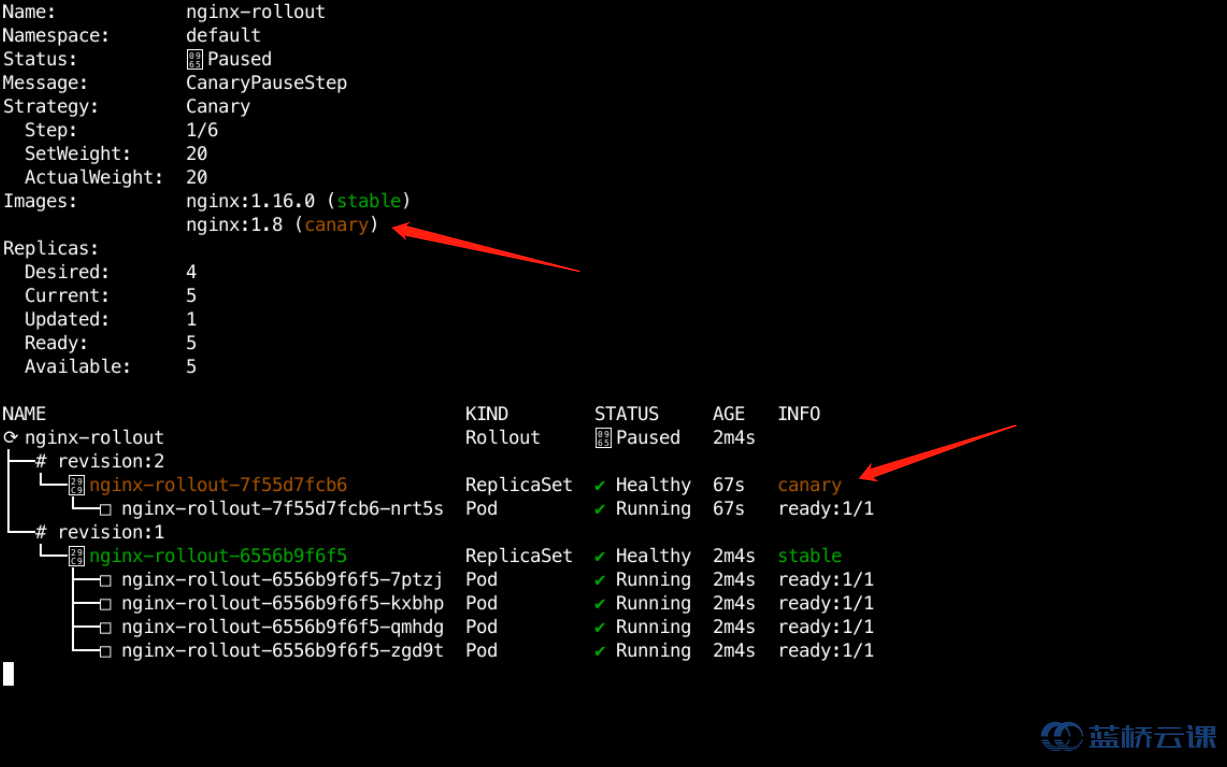 Name: nginx-rollout
Namespace: default
Status: ॥ Paused
Message: CanaryPauseStep
Strategy: Canary
Step: 1/6
SetWeight: 20
ActualWeight: 20
Images: nginx:1.16.0 (stable)
nginx:1.8 (canary)
Replicas:
Desired: 4
Current: 5
Updated: 1
Ready: 5
Available: 5
NAME KIND STATUS AGE INFO
⟳ nginx-rollout Rollout ॥ Paused 2m4s
├──# revision:2
│ └──⧉ nginx-rollout-7f55d7fcb6 ReplicaSet ✔ Healthy 67s canary
│ └──□ nginx-rollout-7f55d7fcb6-nrt5s Pod ✔ Running 67s ready:1/1
└──# revision:1
└──⧉ nginx-rollout-6556b9f6f5 ReplicaSet ✔ Healthy 2m4s stable
├──□ nginx-rollout-6556b9f6f5-7ptzj Pod ✔ Running 2m4s ready:1/1
├──□ nginx-rollout-6556b9f6f5-kxbhp Pod ✔ Running 2m4s ready:1/1
├──□ nginx-rollout-6556b9f6f5-qmhdg Pod ✔ Running 2m4s ready:1/1
└──□ nginx-rollout-6556b9f6f5-zgd9t Pod ✔ Running 2m4s ready:1/1
蓝桥云课